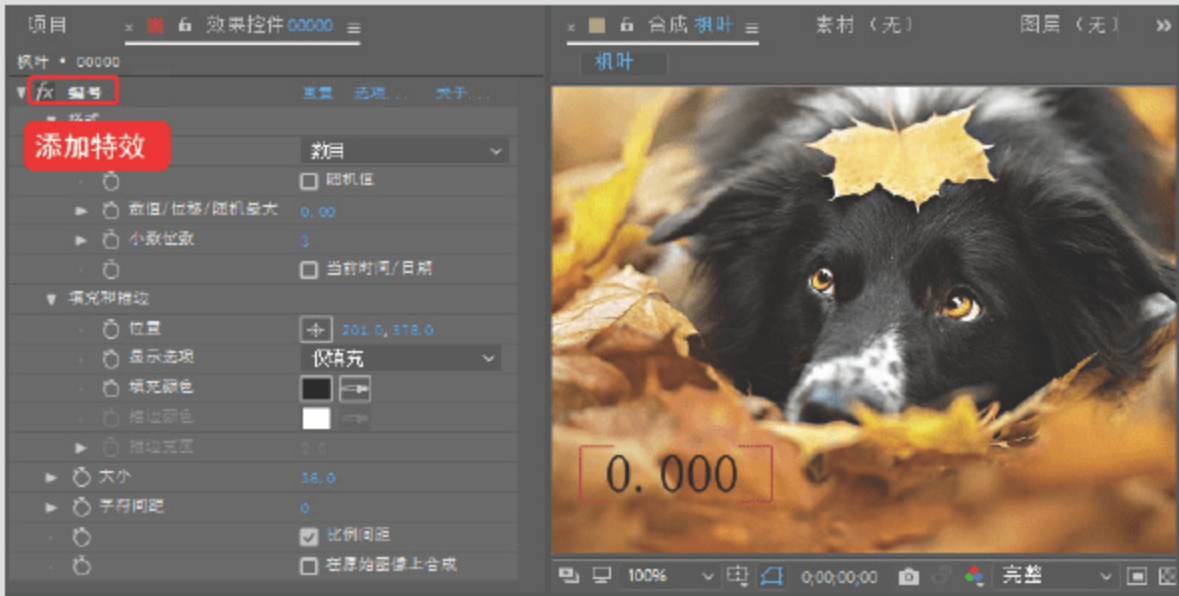 项目
效果控件 00000
枫叶 • 00000
fx 编号
重置 选项... 关于...
格式
添加特效
数目
随机值
数值/位移/随机最大 0.00
小数位数 3
当前时间/日期
填充和描边
位置 201.0,378.0
显示选项 仅填充
填充颜色
描边颜色
描边宽度 2.0
大小 36.0
字符间距 0
比例间距
在原始图像上合成
合成 枫叶
素材 (无)
图层 (无)
枫叶
0.000
100%
0;00;00;00
完整